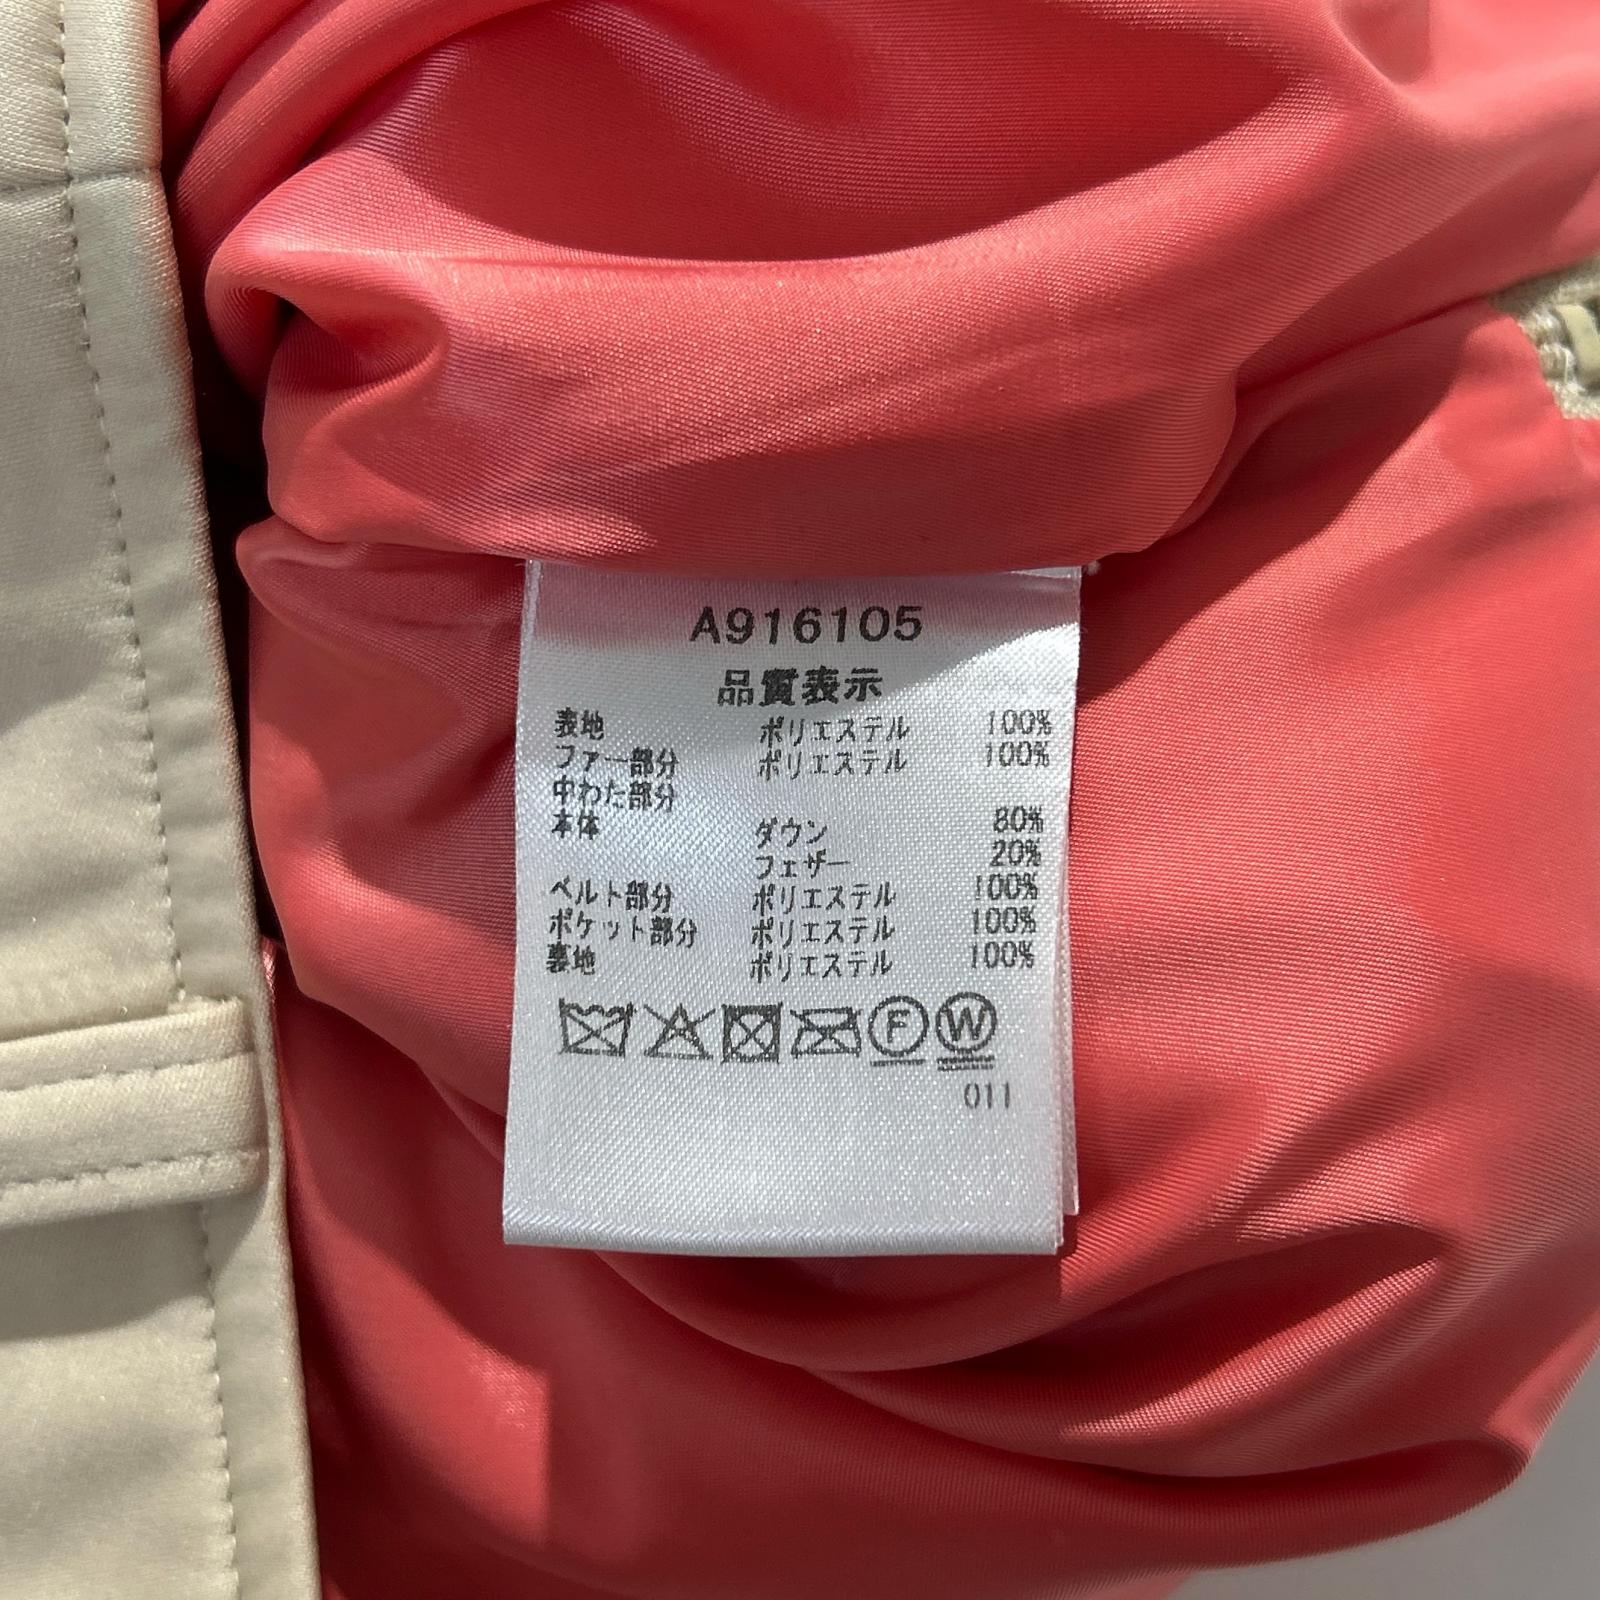 A916105
品質表示
表地 ポリエステル 100%
ファー部分 ポリエステル 100%
中わた部分
本体 ダウン 80%
フェザー 20%
ベルト部分 ポリエステル 100%
ポケット部分 ポリエステル 100%
裏地 ポリエステル 100%
F W
011